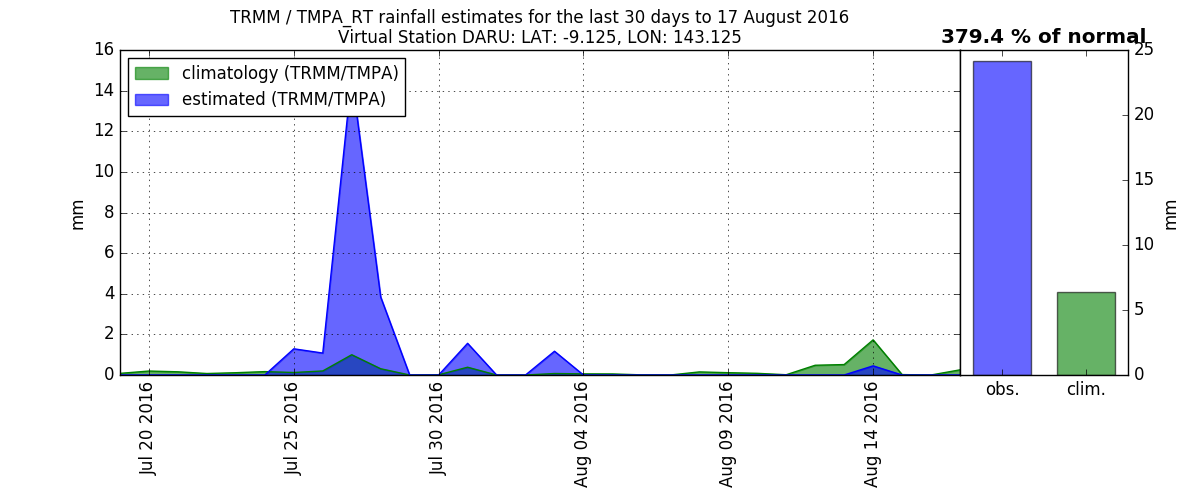 TRMM / TMPA_RT rainfall estimates for the last 30 days to 17 August 2016
Virtual Station DARU: LAT: -9.125, LON: 143.125
379.4 % of normal
climatology (TRMM/TMPA)
estimated (TRMM/TMPA)
16
14
12
10
8
6
4
2
0
mm
Jul 20 2016
Jul 25 2016
Jul 30 2016
Aug 04 2016
Aug 09 2016
Aug 14 2016
obs.
clim.
25
20
15
10
5
0
mm